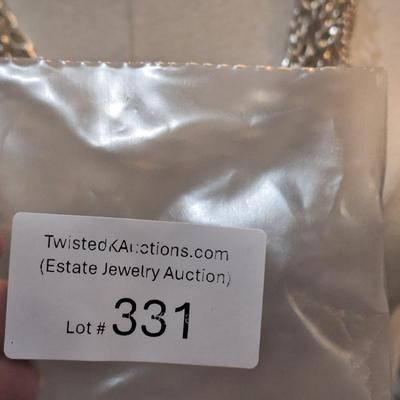 TwistedKAuctions.com
(Estate Jewelry Auction)
Lot # 331